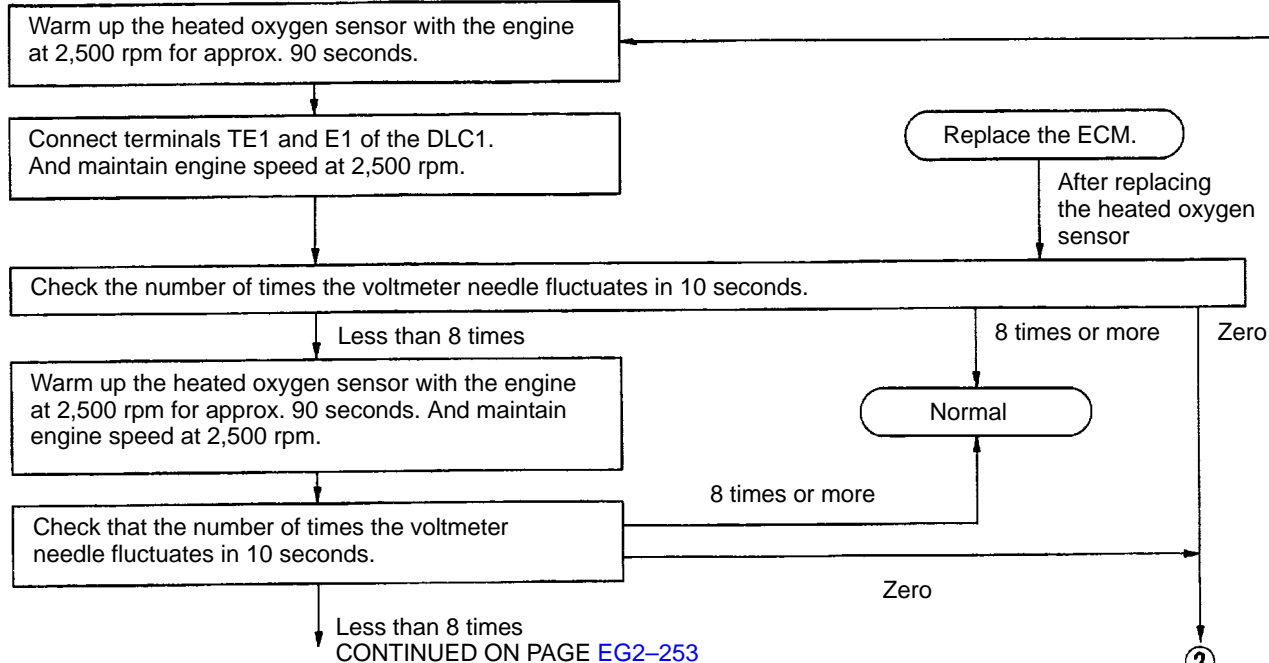 Warm up the heated oxygen sensor with the engine
at 2,500 rpm for approx. 90 seconds.
Connect terminals TE1 and E1 of the DLC1.
And maintain engine speed at 2,500 rpm.
Replace the ECM.
After replacing
the heated oxygen
sensor
Check the number of times the voltmeter needle fluctuates in 10 seconds.
Less than 8 times
8 times or more
Zero
Warm up the heated oxygen sensor with the engine
at 2,500 rpm for approx. 90 seconds. And maintain
engine speed at 2,500 rpm.
Normal
8 times or more
Check that the number of times the voltmeter
needle fluctuates in 10 seconds.
Zero
Less than 8 times
CONTINUED ON PAGE EG2–253
2